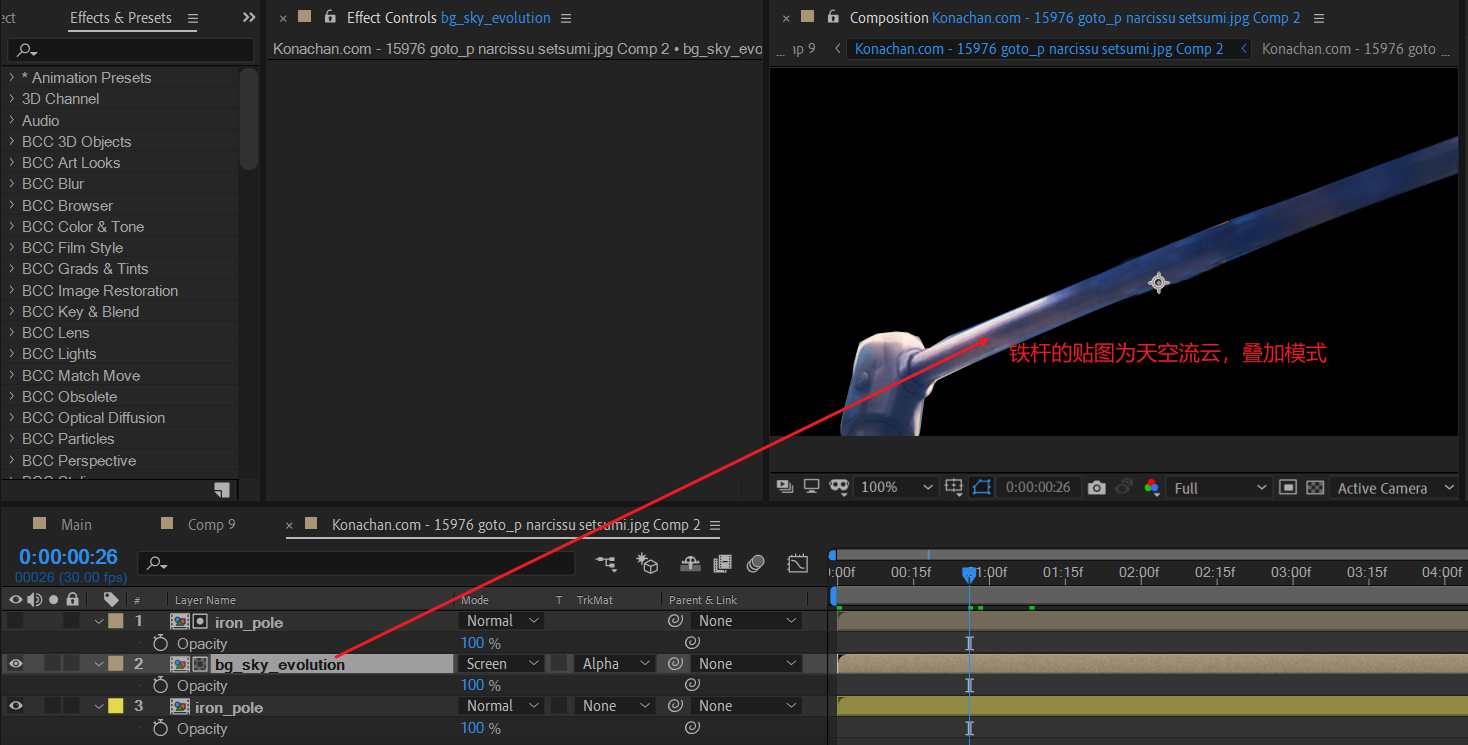 ect
Effects & Presets
Effect Controls bg_sky_evolution
Composition Konachan.com - 15976 goto_p narcissu setsumi.jpg Comp 2
Konachan.com - 15976 goto_p narcissu setsumi.jpg Comp 2 • bg_sky_evo
... ıp 9
Konachan.com - 15976 goto_p narcissu setsumi.jpg Comp 2
Konachan.com - 15976 goto ...
* Animation Presets
3D Channel
Audio
BCC 3D Objects
BCC Art Looks
BCC Blur
BCC Browser
BCC Color & Tone
BCC Film Style
BCC Grads & Tints
BCC Image Restoration
BCC Key & Blend
BCC Lens
BCC Lights
BCC Match Move
BCC Obsolete
BCC Optical Diffusion
BCC Particles
BCC Perspective
铁杆的贴图为天空流云，叠加模式
100%
0:00:00:26
Full
Active Camera
Main
Comp 9
Konachan.com - 15976 goto_p narcissu setsumi.jpg Comp 2
0:00:00:26
00026 (30.00 fps)
):00f 00:15f 01:00f 01:15f 02:00f 02:15f 03:00f 03:15f 04:00f
# Layer Name Mode T TrkMat Parent & Link
1 iron_pole Normal None
Opacity 100 %
2 bg_sky_evolution Screen Alpha None
Opacity 100 %
3 iron_pole Normal None None
Opacity 100 %